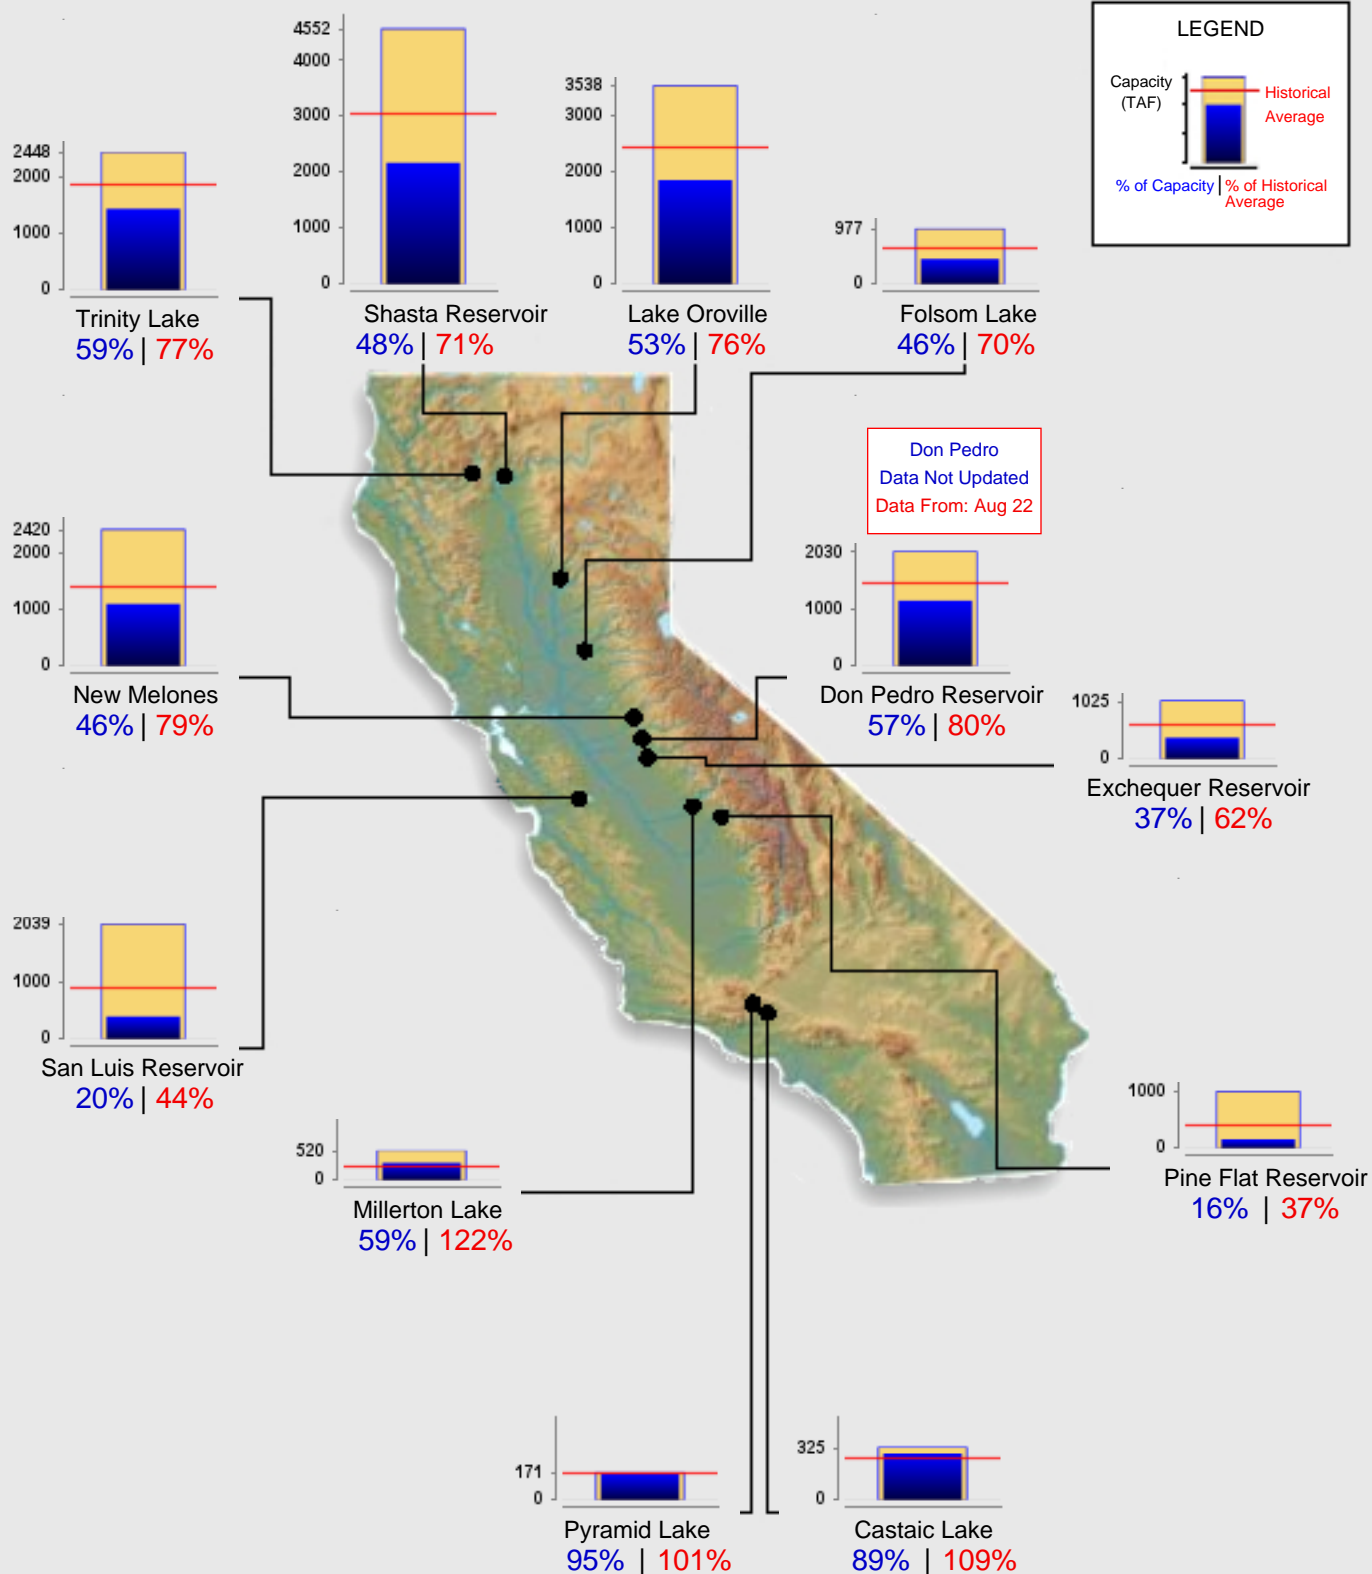 LEGEND
Capacity
(TAF)
Historical
Average
% of Capacity | % of Historical
Average
4552
4000
3000
2000
1000
0
Shasta Reservoir
48% | 71%
3538
3000
2000
1000
0
Lake Oroville
53% | 76%
2448
2000
1000
0
Trinity Lake
59% | 77%
977
0
Folsom Lake
46% | 70%
Don Pedro
Data Not Updated
Data From: Aug 22
2420
2000
1000
0
New Melones
46% | 79%
2030
1000
0
Don Pedro Reservoir
57% | 80%
1025
0
Exchequer Reservoir
37% | 62%
2039
1000
0
San Luis Reservoir
20% | 44%
520
0
Millerton Lake
59% | 122%
1000
0
Pine Flat Reservoir
16% | 37%
171
0
Pyramid Lake
95% | 101%
325
0
Castaic Lake
89% | 109%